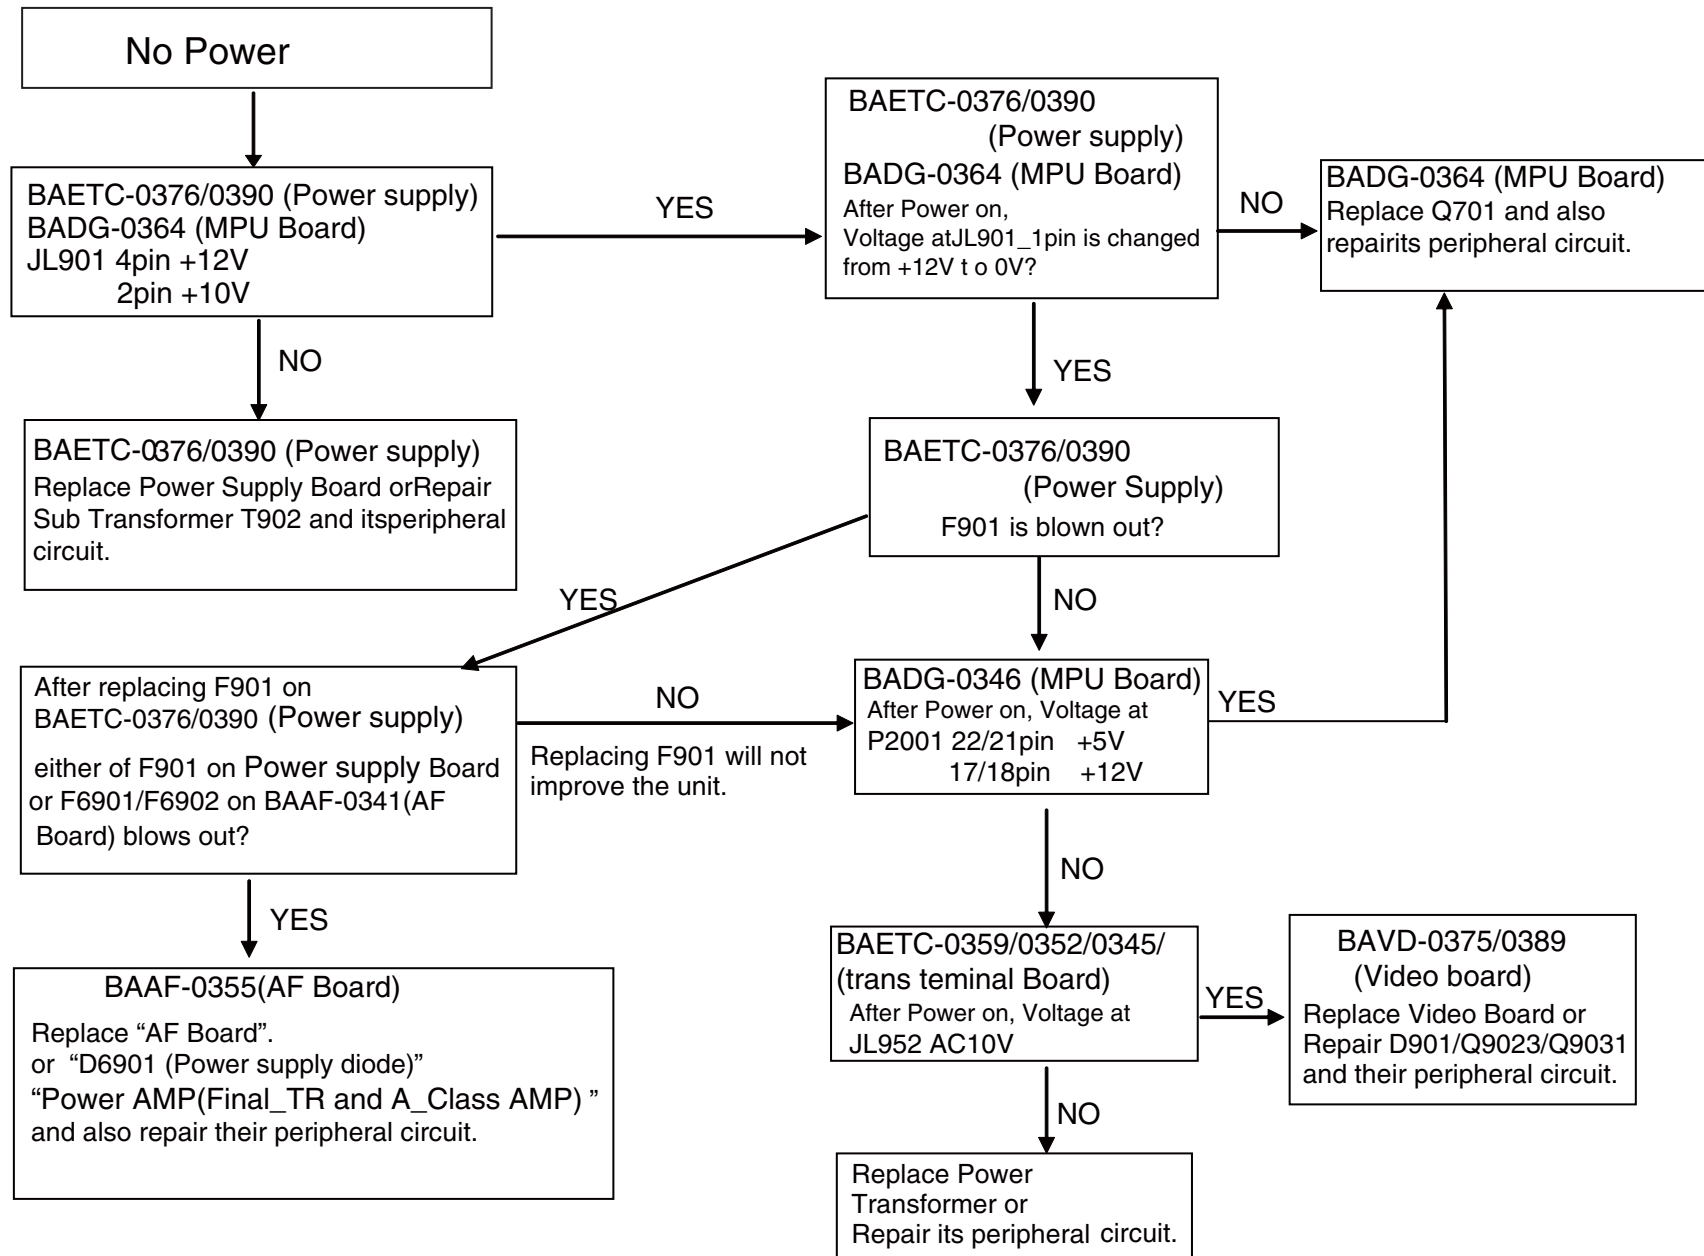 No Power
BAETC-0376/0390 (Power supply)
BADG-0364 (MPU Board)
JL901 4pin +12V
2pin +10V
YES
BAETC-0376/0390
(Power supply)
BADG-0364 (MPU Board)
After Power on,
Voltage atJL901_1pin is changed
from +12V t o 0V?
NO
BADG-0364 (MPU Board)
Replace Q701 and also
repairits peripheral circuit.
NO
YES
BAETC-0376/0390 (Power supply)
Replace Power Supply Board orRepair
Sub Transformer T902 and itsperipheral
circuit.
BAETC-0376/0390
(Power Supply)
F901 is blown out?
YES
NO
After replacing F901 on
BAETC-0376/0390 (Power supply)
either of F901 on Power supply Board
or F6901/F6902 on BAAF-0341(AF
Board) blows out?
NO
Replacing F901 will not
improve the unit.
BADG-0346 (MPU Board)
After Power on, Voltage at
P2001 22/21pin +5V
17/18pin +12V
YES
YES
NO
BAAF-0355(AF Board)
Replace “AF Board”.
or “D6901 (Power supply diode)”
“Power AMP(Final_TR and A_Class AMP) ”
and also repair their peripheral circuit.
BAETC-0359/0352/0345/
(trans teminal Board)
After Power on, Voltage at
JL952 AC10V
YES
BAVD-0375/0389
(Video board)
Replace Video Board or
Repair D901/Q9023/Q9031
and their peripheral circuit.
NO
Replace Power
Transformer or
Repair its peripheral circuit.